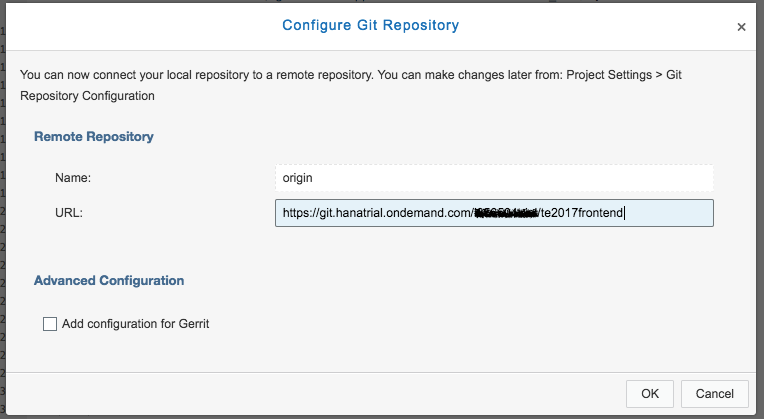 Configure Git Repository
×
You can now connect your local repository to a remote repository. You can make changes later from: Project Settings > Git
Repository Configuration
Remote Repository
Name:
origin
URL:
https://git.hanatrial.ondemand.com/ /te2017frontend
Advanced Configuration
Add configuration for Gerrit
OK
Cancel